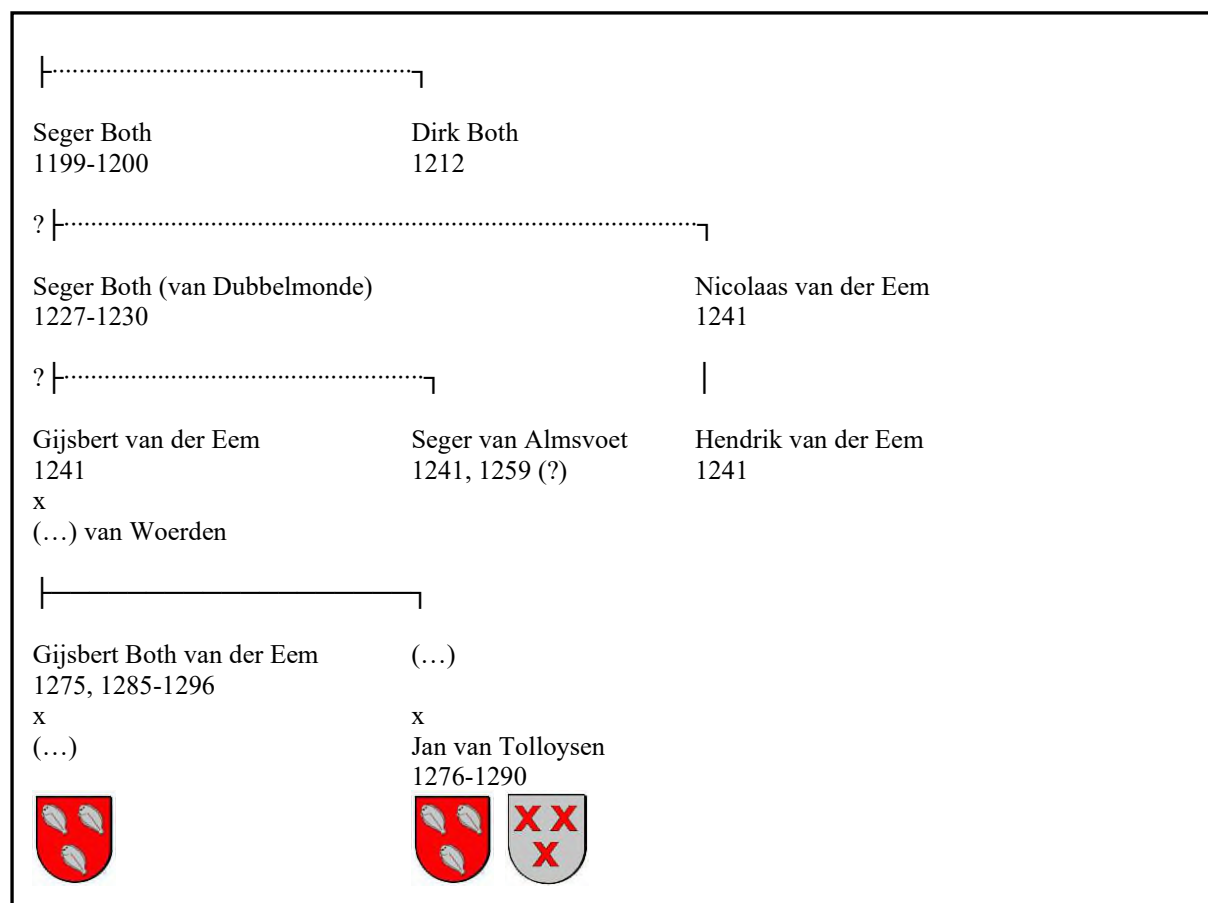 Seger Both Dirk Both
1199-1200 1212
? 
Seger Both (van Dubbelmonde) Nicolaas van der Eem
1227-1230 1241
? 
Gijsbert van der Eem Seger van Almsvoet Hendrik van der Eem
1241 1241, 1259 (?) 1241
x
(…) van Woerden
Gijsbert Both van der Eem (…)
1275, 1285-1296
x x
(…) Jan van Tolloysen
1276-1290